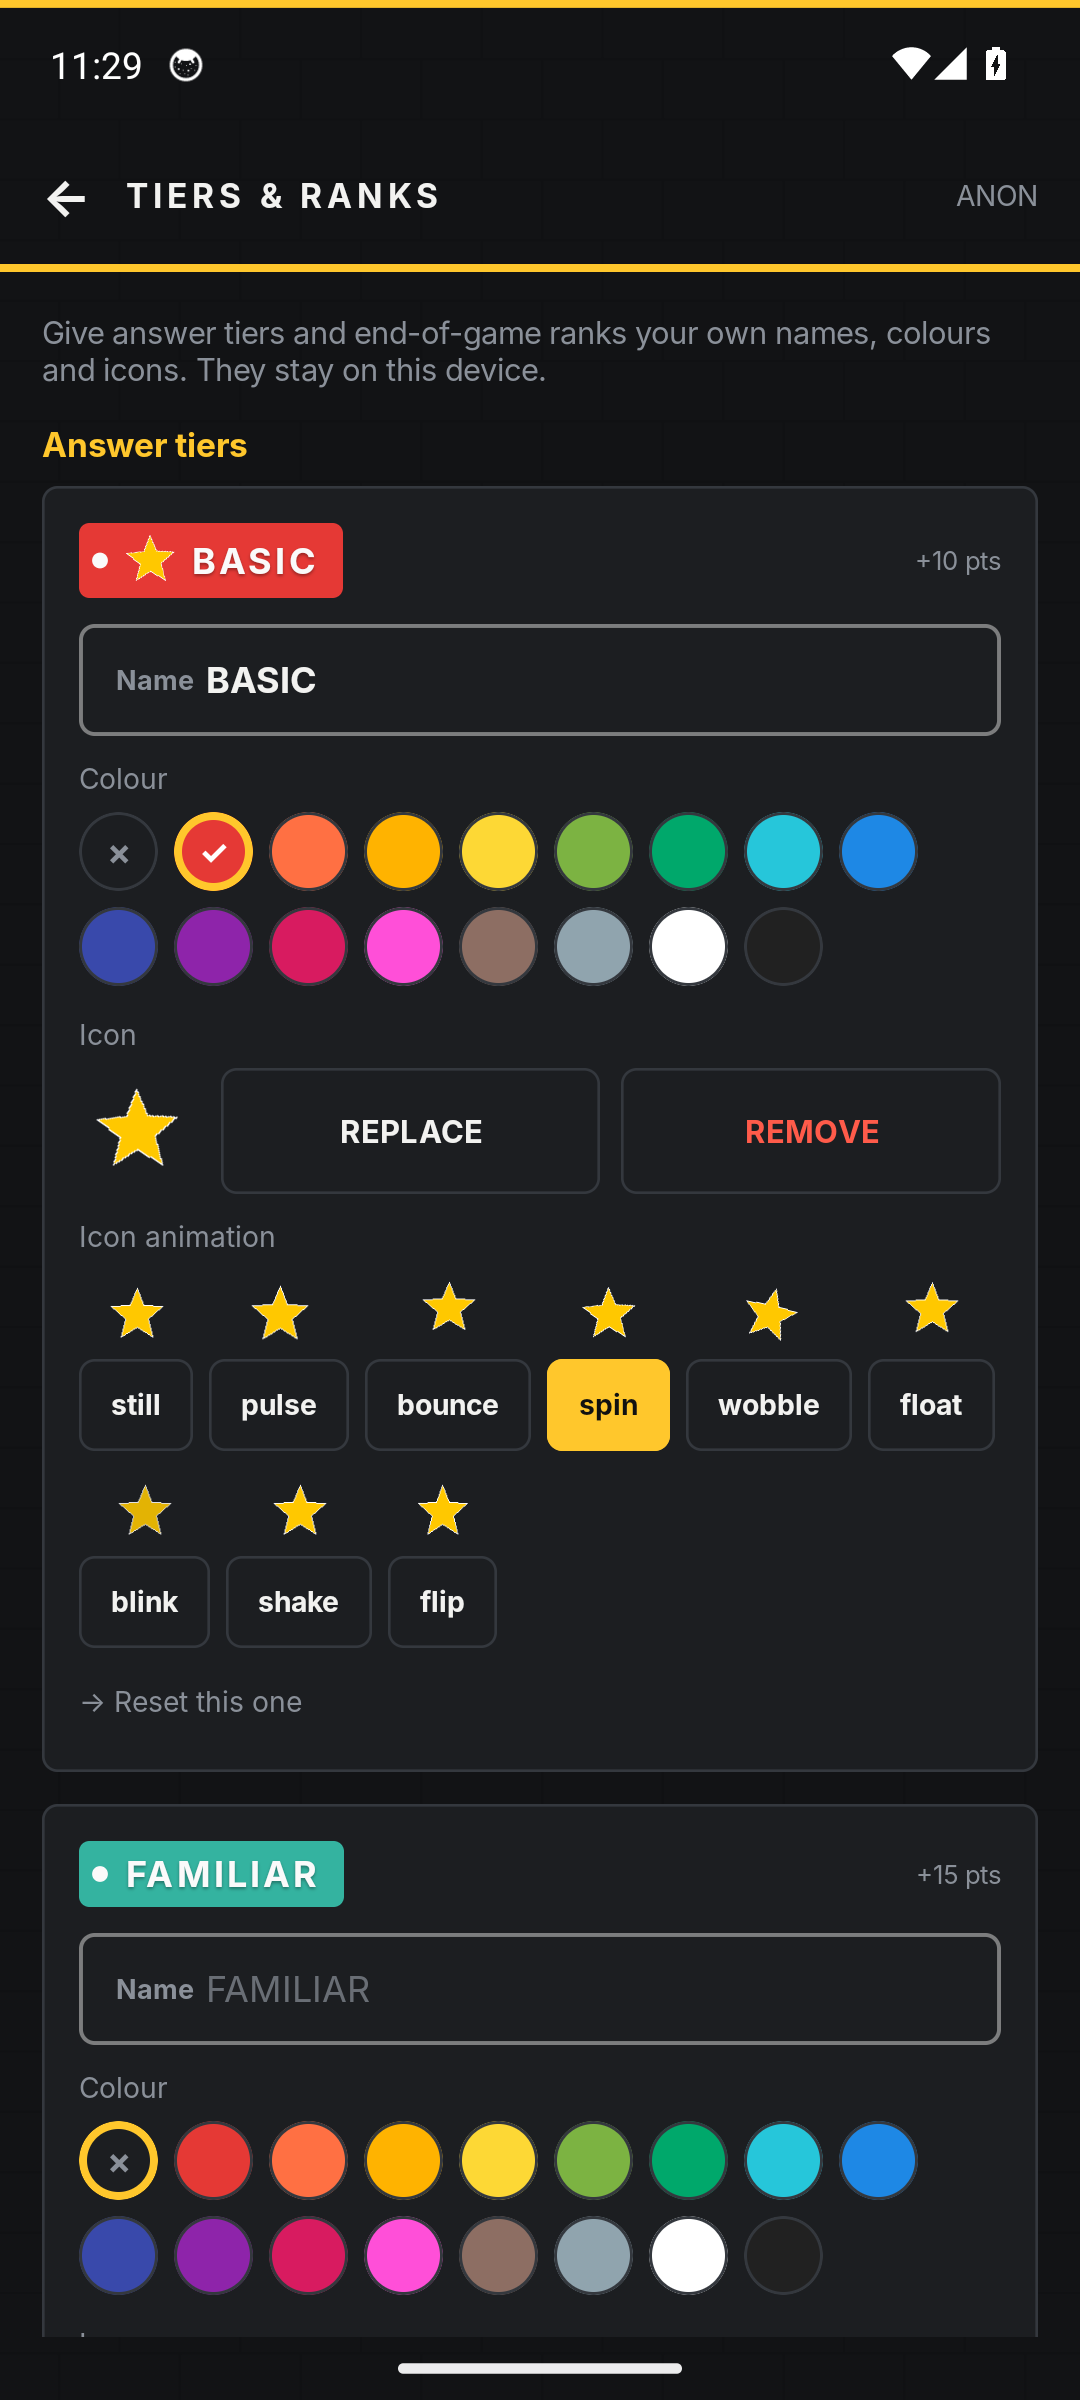 11:29
TIERS & RANKS
ANON
Give answer tiers and end-of-game ranks your own names, colours
and icons. They stay on this device.
Answer tiers
BASIC
+10 pts
Name BASIC
Colour
Icon
REPLACE
REMOVE
Icon animation
still pulse bounce spin wobble float
blink shake flip
→ Reset this one
FAMILIAR
+15 pts
Name FAMILIAR
Colour